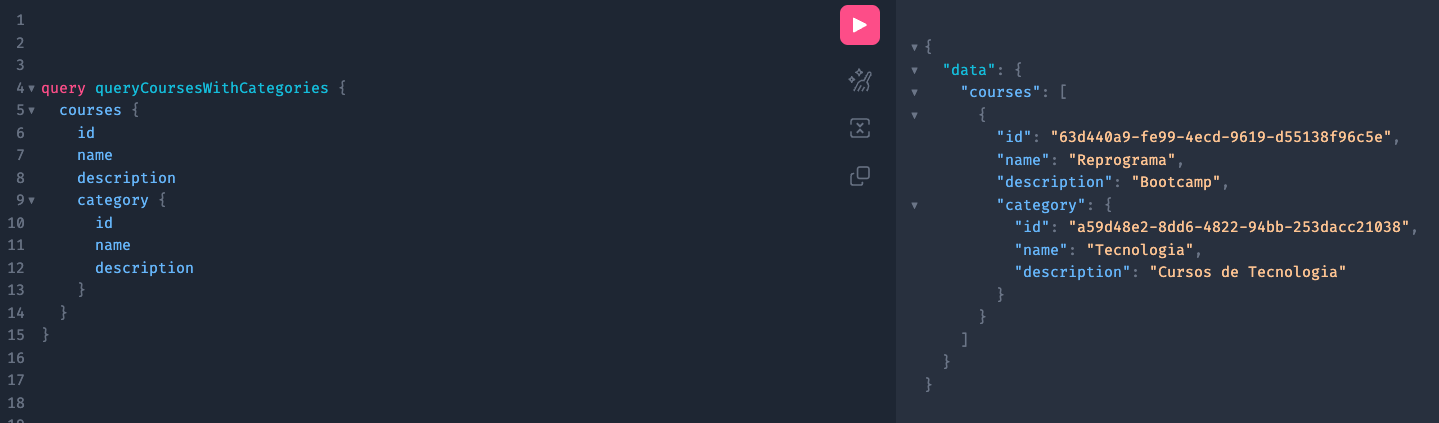 1
2
3
4 query queryCoursesWithCategories {
5 courses {
6 id
7 name
8 description
9 category {
10 id
11 name
12 description
13 }
14 }
15 }
16
17
18
{
"data": {
"courses": [
{
"id": "63d440a9-fe99-4ecd-9619-d55138f96c5e",
"name": "Reprograma",
"description": "Bootcamp",
"category": {
"id": "a59d48e2-8dd6-4822-94bb-253dacc21038",
"name": "Tecnologia",
"description": "Cursos de Tecnologia"
}
}
]
}
}